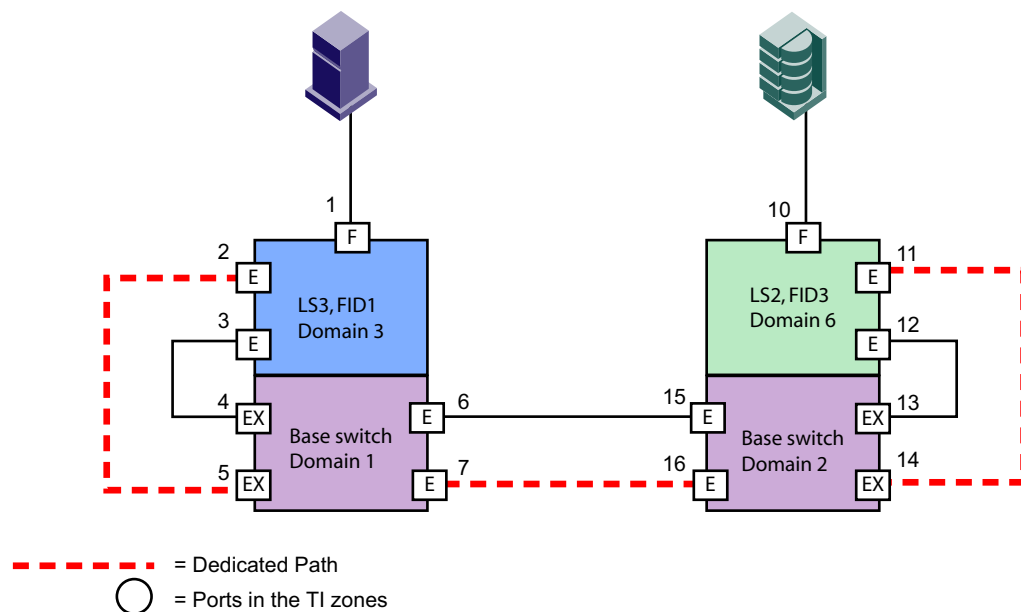 1
10
F
F
2
11
E
E
LS3, FID1
Domain 3
LS2, FID3
Domain 6
3
12
E
E
4
6
15
13
EX
E
E
EX
Base switch
Domain 1
Base switch
Domain 2
5
7
16
14
EX
E
E
EX
= Dedicated Path
= Ports in the TI zones